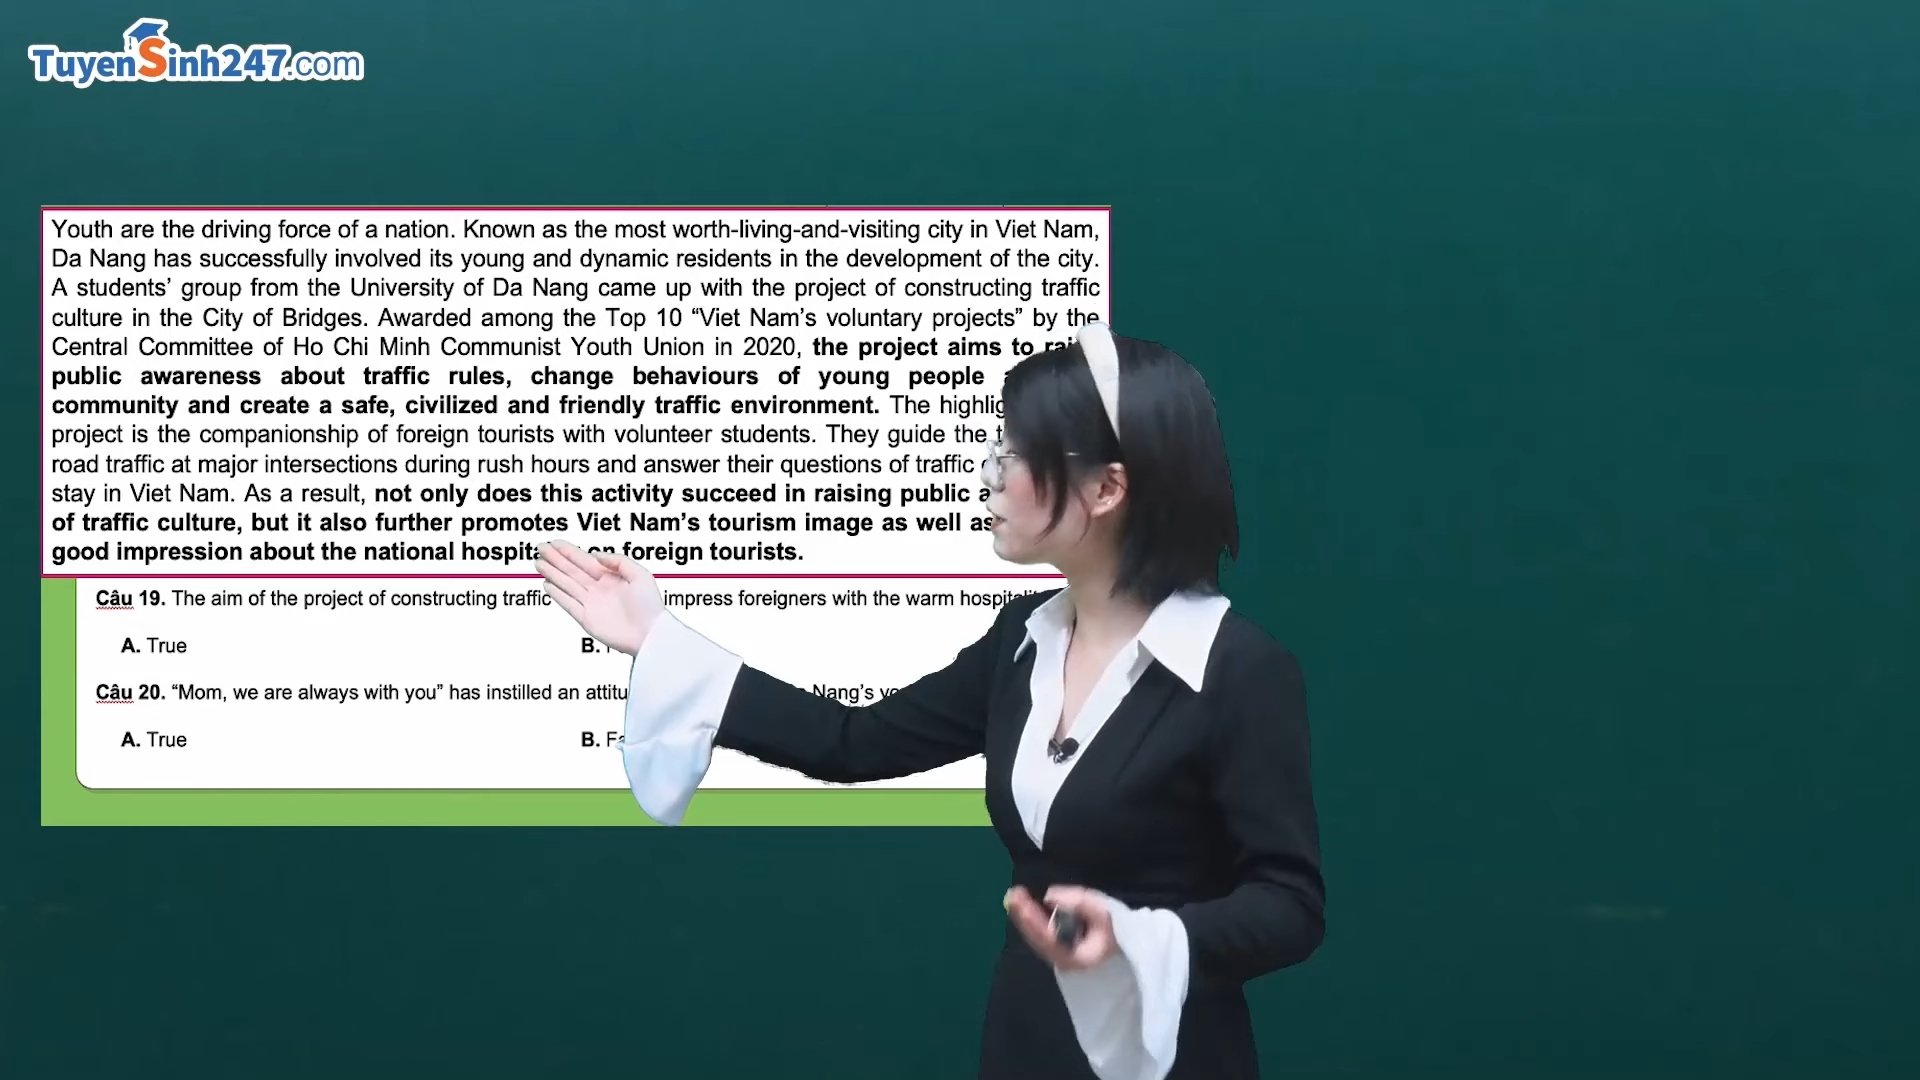 TuyenSinh247.com
Youth are the driving force of a nation. Known as the most worth-living-and-visiting city in Viet Nam,
Da Nang has successfully involved its young and dynamic residents in the development of the city.
A students’ group from the University of Da Nang came up with the project of constructing traffic
culture in the City of Bridges. Awarded among the Top 10 “Viet Nam’s voluntary projects” by the
Central Committee of Ho Chi Minh Communist Youth Union in 2020, the project aims to
public awareness about traffic rules, change behaviours of young people
community and create a safe, civilized and friendly traffic environment. The
project is the companionship of foreign tourists with volunteer students. They guide the
road traffic at major intersections during rush hours and answer their questions of traffic
stay in Viet Nam. As a result, not only does this activity succeed in raising public
of traffic culture, but it also further promotes Viet Nam’s tourism image as well as
good impression about the national on foreign tourists.
Câu 19. The aim of the project of constructing traffic impress foreigners with the warm
A. True
B.
Câu 20. “Mom, we are always with you” has instilled an Nang’s
A. True
B.